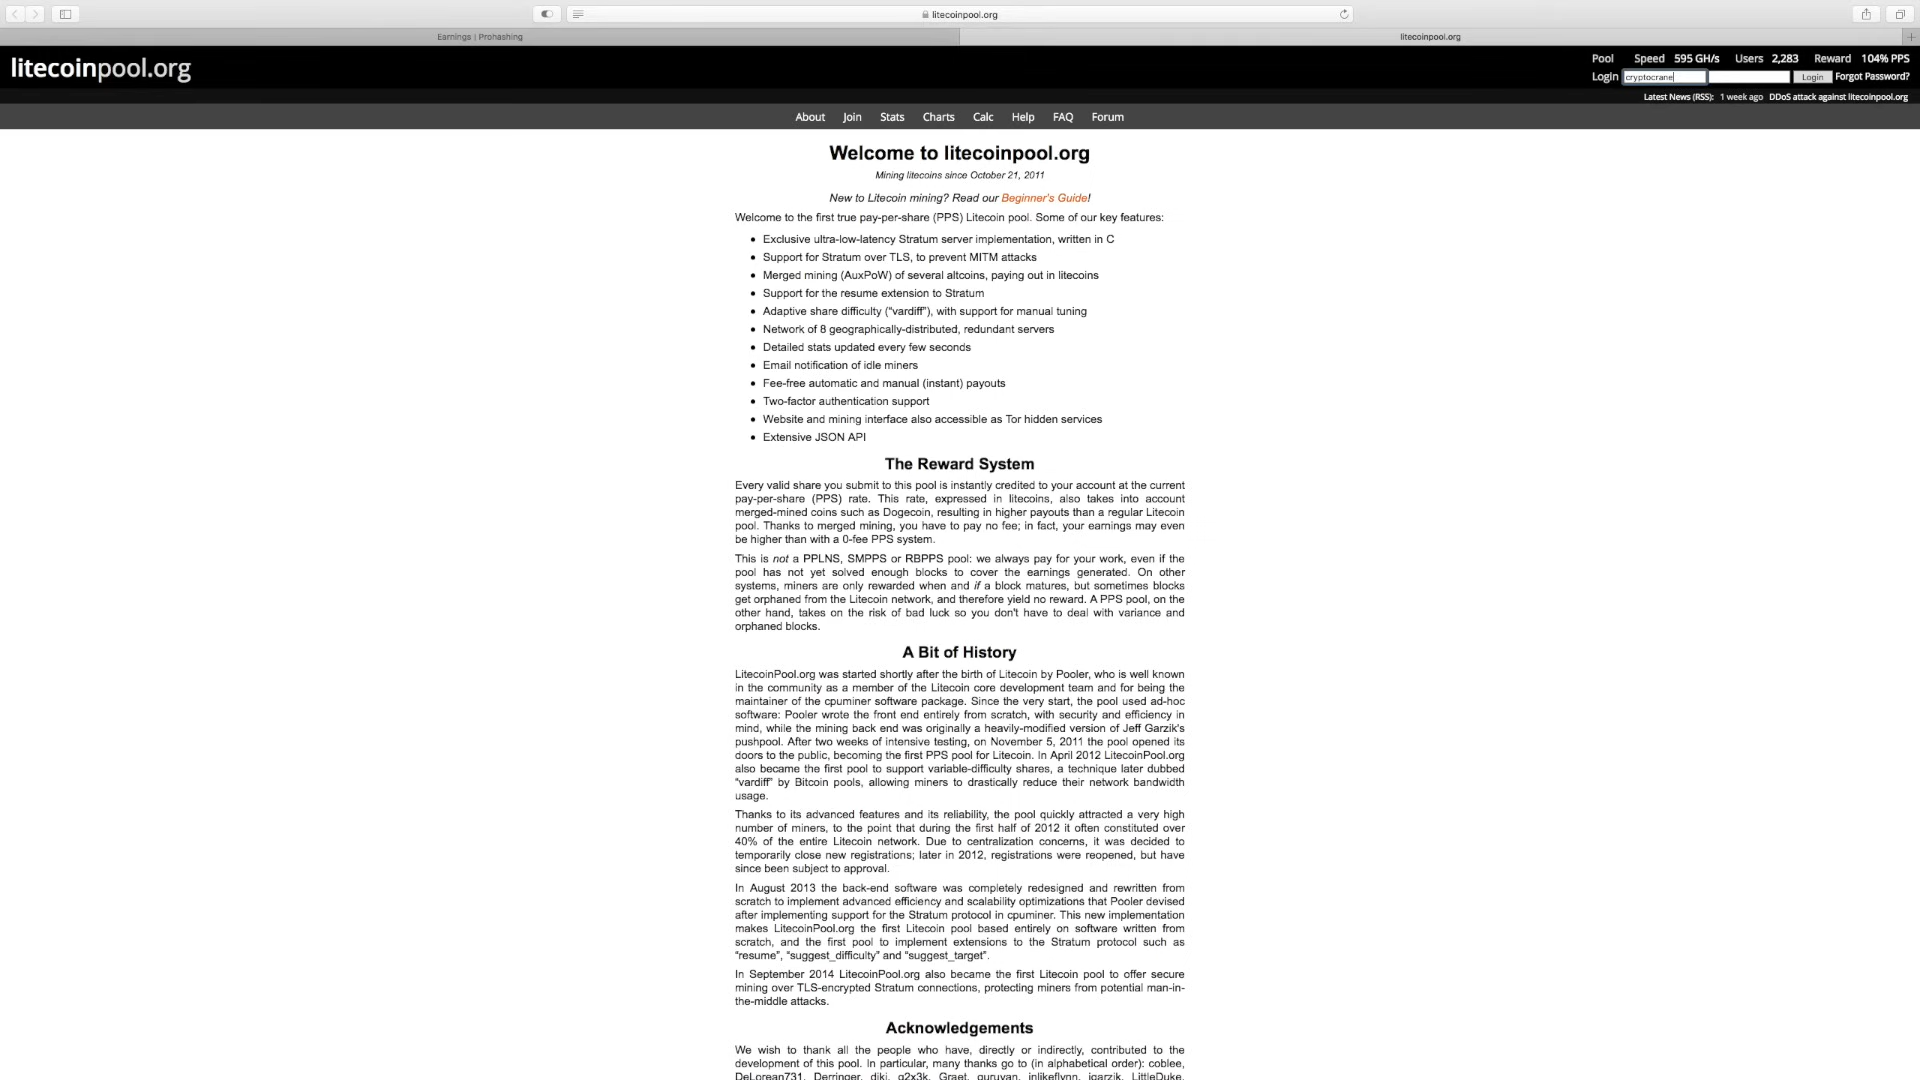 litecoinpool.org
Earnings | Prohashing
litecoinpool.org
litecoinpool.org
Pool Speed 595 GH/s Users 2,283 Reward 104% PPS
Login cryptocrane Login Forgot Password?
Latest News (RSS): 1 week ago DDoS attack against litecoinpool.org
About Join Stats Charts Calc Help FAQ Forum
Welcome to litecoinpool.org
Mining litecoins since October 21, 2011
New to Litecoin mining? Read our Beginner's Guide!
Welcome to the first true pay-per-share (PPS) Litecoin pool. Some of our key features:
• Exclusive ultra-low-latency Stratum server implementation, written in C
• Support for Stratum over TLS, to prevent MITM attacks
• Merged mining (AuxPoW) of several altcoins, paying out in litecoins
• Support for the resume extension to Stratum
• Adaptive share difficulty (“vardiff”), with support for manual tuning
• Network of 8 geographically-distributed, redundant servers
• Detailed stats updated every few seconds
• Email notification of idle miners
• Fee-free automatic and manual (instant) payouts
• Two-factor authentication support
• Website and mining interface also accessible as Tor hidden services
• Extensive JSON API
The Reward System
Every valid share you submit to this pool is instantly credited to your account at the current
pay-per-share (PPS) rate. This rate, expressed in litecoins, also takes into account
merged-mined coins such as Dogecoin, resulting in higher payouts than a regular Litecoin
pool. Thanks to merged mining, you have to pay no fee; in fact, your earnings may even
be higher than with a 0-fee PPS system.
This is not a PPLNS, SMPPS or RBPPS pool: we always pay for your work, even if the
pool has not yet solved enough blocks to cover the earnings generated. On other
systems, miners are only rewarded when and if a block matures, but sometimes blocks
get orphaned from the Litecoin network, and therefore yield no reward. A PPS pool, on the
other hand, takes on the risk of bad luck so you don't have to deal with variance and
orphaned blocks.
A Bit of History
LitecoinPool.org was started shortly after the birth of Litecoin by Pooler, who is well known
in the community as a member of the Litecoin core development team and for being the
maintainer of the cpuminer software package. Since the very start, the pool used ad-hoc
software: Pooler wrote the front end entirely from scratch, with security and efficiency in
mind, while the mining back end was originally a heavily-modified version of Jeff Garzik's
pushpool. After two weeks of intensive testing, on November 5, 2011 the pool opened its
doors to the public, becoming the first PPS pool for Litecoin. In April 2012 LitecoinPool.org
also became the first pool to support variable-difficulty shares, a technique later dubbed
“vardiff” by Bitcoin pools, allowing miners to drastically reduce their network bandwidth
usage.
Thanks to its advanced features and its reliability, the pool quickly attracted a very high
number of miners, to the point that during the first half of 2012 it often constituted over
40% of the entire Litecoin network. Due to centralization concerns, it was decided to
temporarily close new registrations; later in 2012, registrations were reopened, but have
since been subject to approval.
In August 2013 the back-end software was completely redesigned and rewritten from
scratch to implement advanced efficiency and scalability optimizations that Pooler devised
after implementing support for the Stratum protocol in cpuminer. This new implementation
makes LitecoinPool.org the first Litecoin pool based entirely on software written from
scratch, and the first pool to implement extensions to the Stratum protocol such as
“resume”, “suggest_difficulty” and “suggest_target”.
In September 2014 LitecoinPool.org also became the first Litecoin pool to offer secure
mining over TLS-encrypted Stratum connections, protecting miners from potential man-in-
the-middle attacks.
Acknowledgements
We wish to thank all the people who have, directly or indirectly, contributed to the
development of this pool. In particular, many thanks go to (in alphabetical order): coblee,
DeLorean731, Derringer, diki, g2x3k, Graet, guruvan, inlikeflynn, jgarzik, LittleDuke,